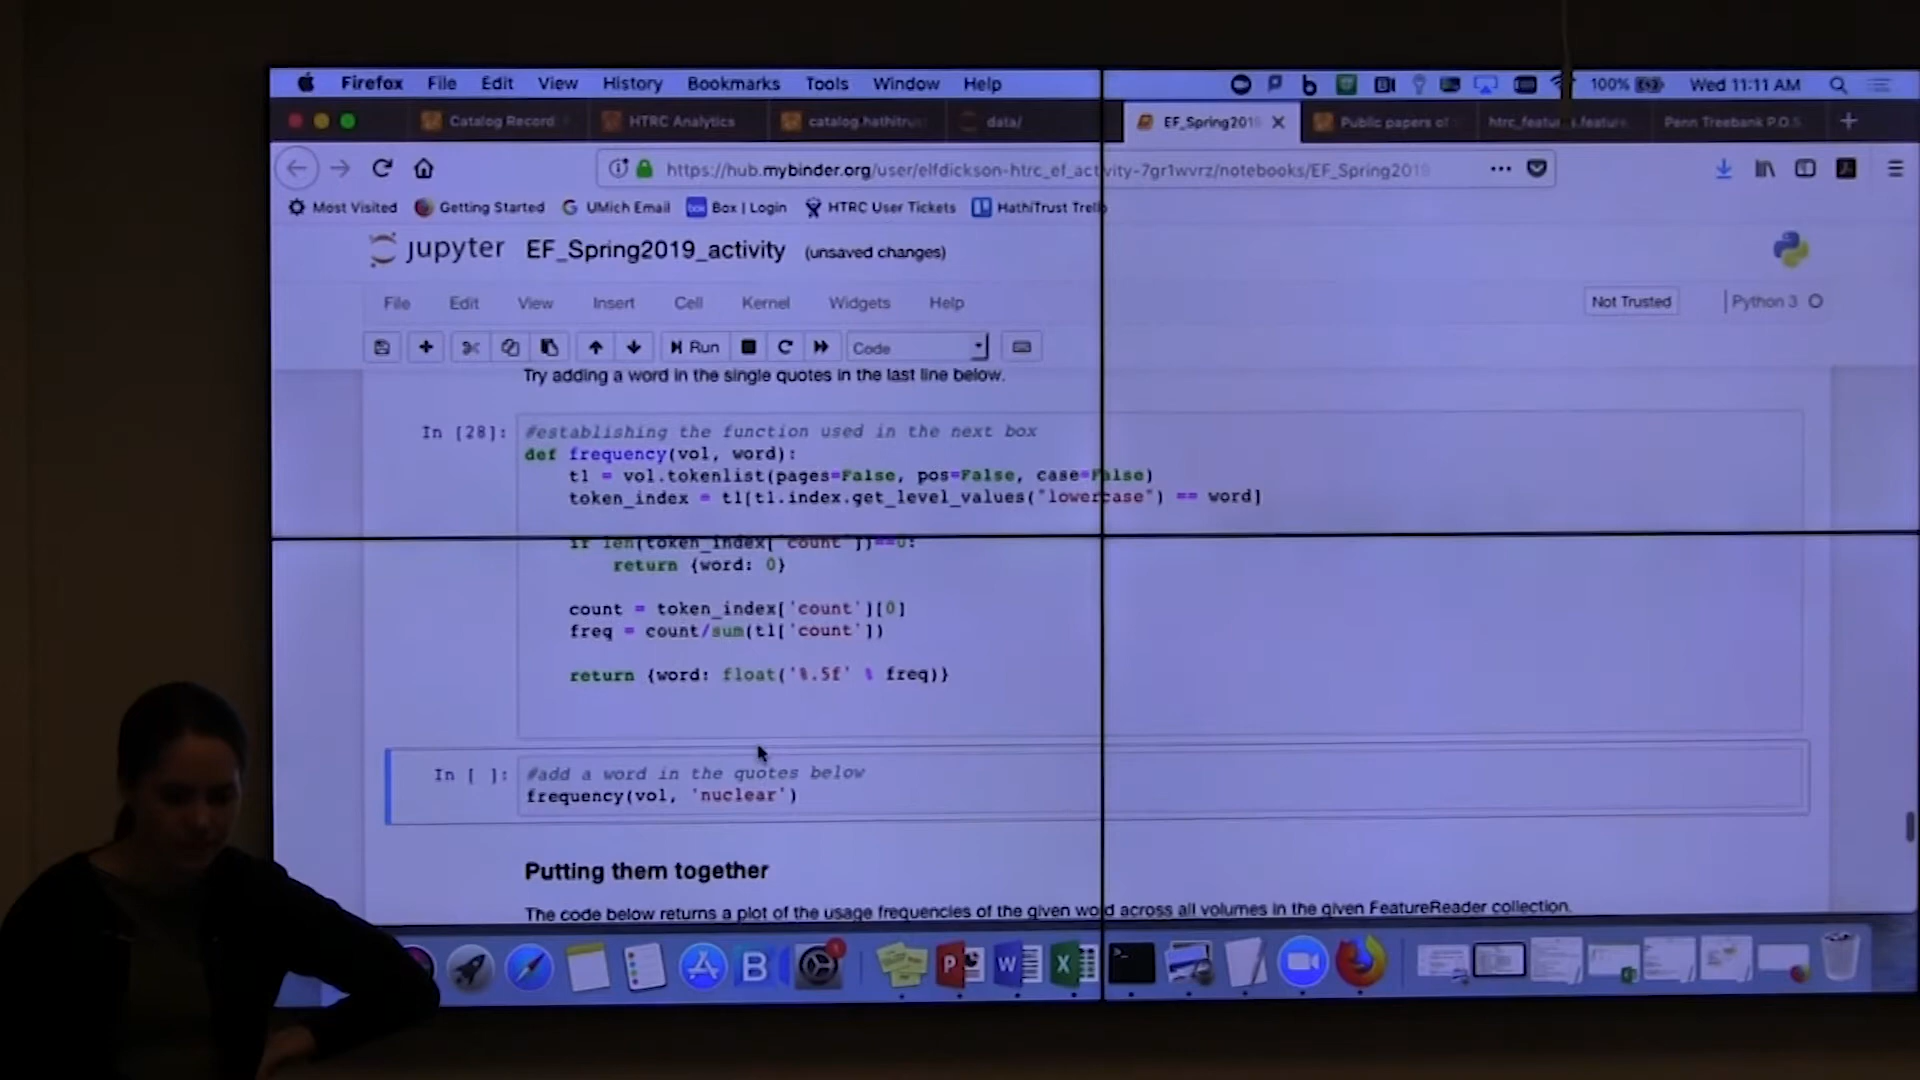 Firefox File Edit View History Bookmarks Tools Window Help 100% Wed 11:11 AM
Catalog Record HTRC Analytics catalog.hathitrus data/ EF_Spring201 Public papers of Penn Treebank P.O.S.
https://hub.mybinder.org/user/elfdickson-htrc_ef_activity-7gr1wvrz/notebooks/EF_Spring2019
Most Visited Getting Started UMich Email Box | Login HTRC User Tickets HathiTrust Trello
jupyter EF_Spring2019_activity (unsaved changes)
File Edit View Insert Cell Kernel Widgets Help Not Trusted Python 3
Run Code
Try adding a word in the single quotes in the last line below.
In [28]: #establishing the function used in the next box
def frequency(vol, word):
tl = vol.tokenlist(pages=False, pos=False, case=False)
token_index = tl[tl.index.get_level_values("lowercase") == word]
if len(token_index['count'])==0:
return {word: 0}
count = token_index['count'][0]
freq = count/sum(tl['count'])
return {word: float('%.5f' % freq)}
In [ ]: #add a word in the quotes below
frequency(vol, 'nuclear')
Putting them together
The code below returns a plot of the usage frequencies of the given word across all volumes in the given FeatureReader collection.